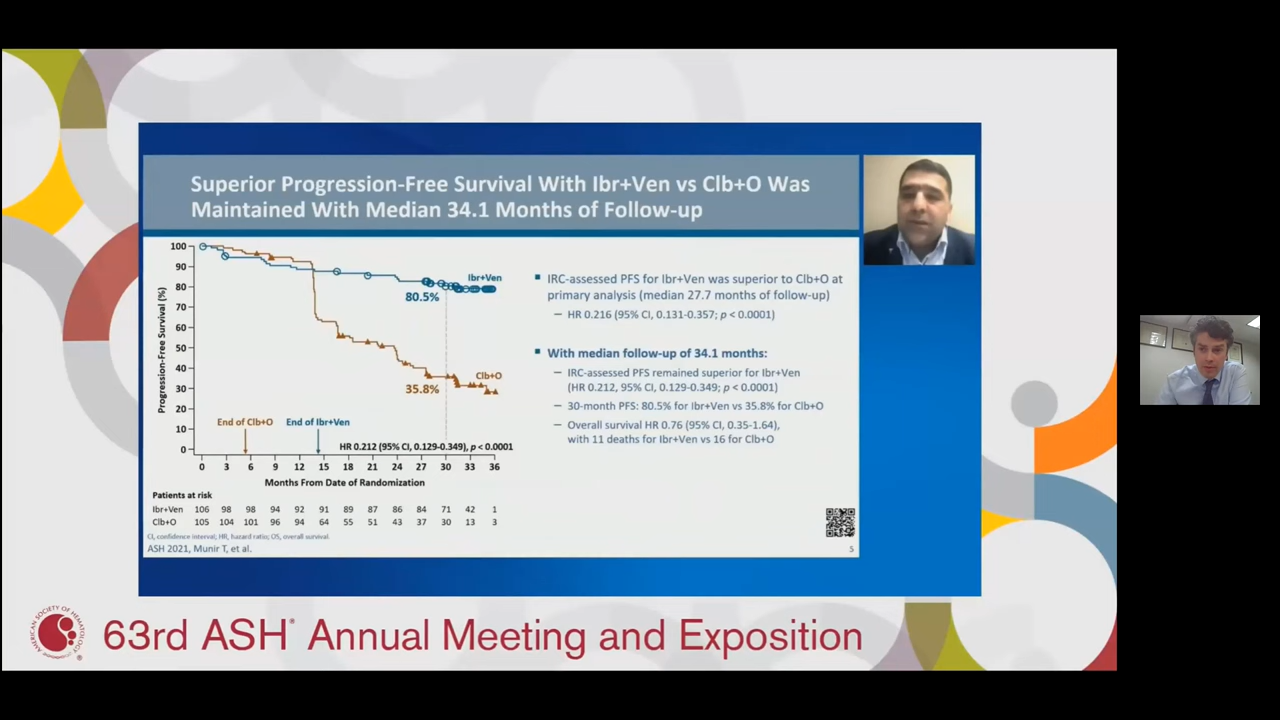 Superior Progression-Free Survival With Ibr+Ven vs Clb+O Was
Maintained With Median 34.1 Months of Follow-up
Progression-Free Survival (%)
100
90
80
70
60
50
40
30
20
10
0
Ibr+Ven
80.5%
Clb+O
35.8%
End of Clb+O
End of Ibr+Ven
HR 0.212 (95% CI, 0.129-0.349), p < 0.0001
0 3 6 9 12 15 18 21 24 27 30 33 36
Months From Date of Randomization
Patients at risk
Ibr+Ven 106 98 98 94 92 91 89 87 86 84 71 42 1
Clb+O 105 104 101 96 94 64 55 51 43 37 30 13 3
CI, confidence interval; HR, hazard ratio; OS, overall survival.
ASH 2021, Munir T, et al.
▪ IRC-assessed PFS for Ibr+Ven was superior to Clb+O at
primary analysis (median 27.7 months of follow-up)
– HR 0.216 (95% CI, 0.131-0.357; p < 0.0001)
▪ With median follow-up of 34.1 months:
– IRC-assessed PFS remained superior for Ibr+Ven
(HR 0.212, 95% CI, 0.129-0.349; p < 0.0001)
– 30-month PFS: 80.5% for Ibr+Ven vs 35.8% for Clb+O
– Overall survival HR 0.76 (95% CI, 0.35-1.64),
with 11 deaths for Ibr+Ven vs 16 for Clb+O
5
AMERICAN SOCIETY OF HEMATOLOGY
63rd ASH® Annual Meeting and Exposition